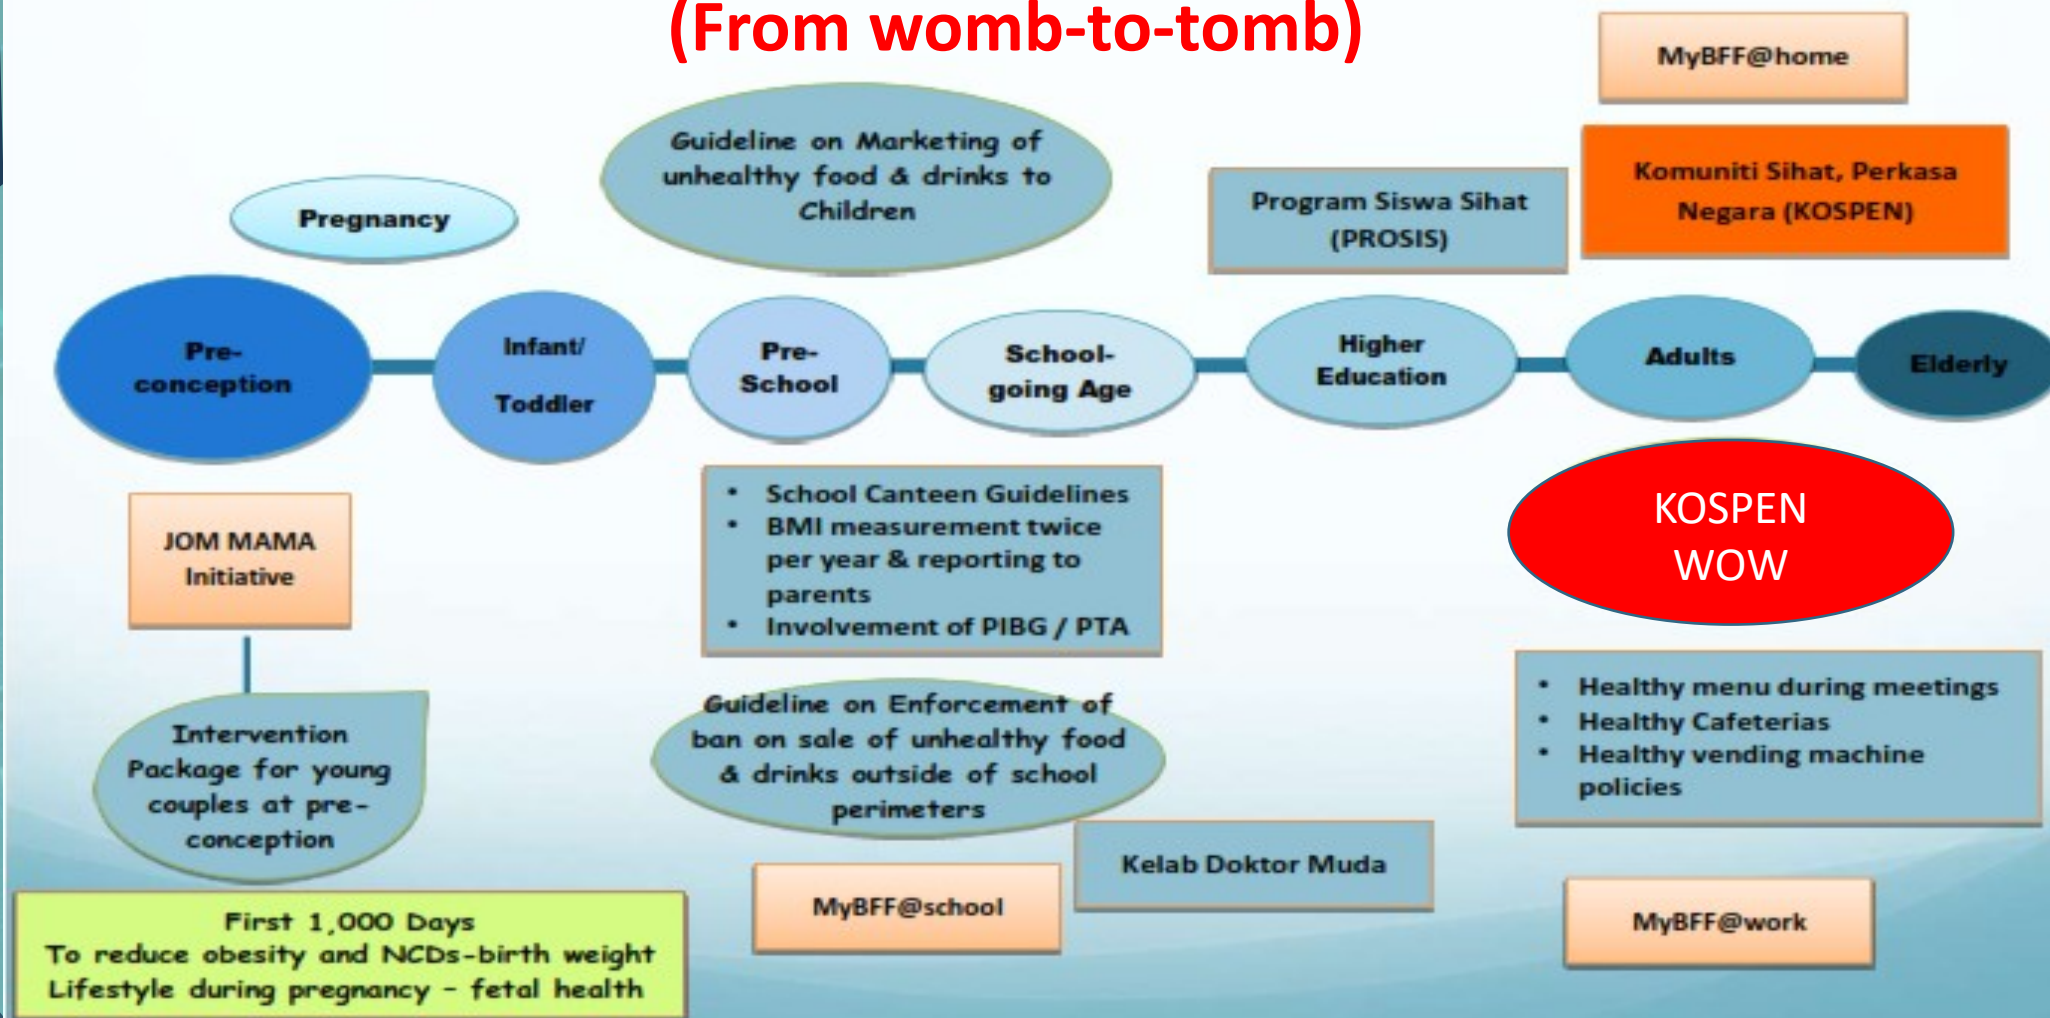 (From womb-to-tomb)
MyBFF@home
Guideline on Marketing of
unhealthy food & drinks to
Children
Komuniti Sihat, Perkasa
Negara (KOSPEN)
Program Siswa Sihat
(PROSIS)
Pregnancy
Pre-
conception
Infant/
Toddler
Pre-
School
School-
going Age
Higher
Education
Adults
Elderly
JOM MAMA
Initiative
• School Canteen Guidelines
• BMI measurement twice
per year & reporting to
parents
• Involvement of PIBG / PTA
KOSPEN
WOW
Intervention
Package for young
couples at pre-
conception
Guideline on Enforcement of
ban on sale of unhealthy food
& drinks outside of school
perimeters
• Healthy menu during meetings
• Healthy Cafeterias
• Healthy vending machine
policies
Kelab Doktor Muda
MyBFF@school
MyBFF@work
First 1,000 Days
To reduce obesity and NCDs-birth weight
Lifestyle during pregnancy – fetal health